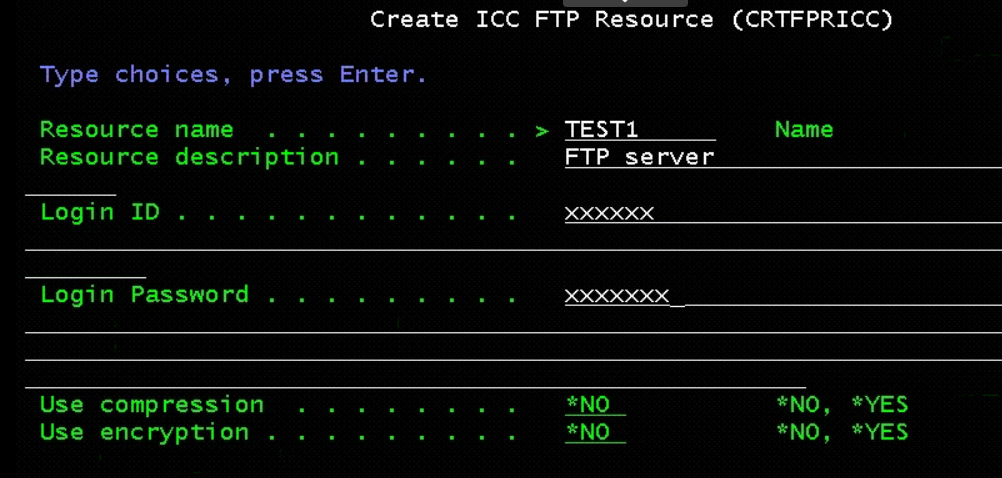 Create ICC FTP Resource (CRTFPRICC)
Type choices, press Enter.
Resource name . . . . . . . . . > TEST1 Name
Resource description . . . . . . FTP server
Login ID . . . . . . . . . . . . xxxxxx
Login Password . . . . . . . . . xxxxxxx_
Use compression . . . . . . . . *NO *NO, *YES
Use encryption . . . . . . . . . *NO *NO, *YES